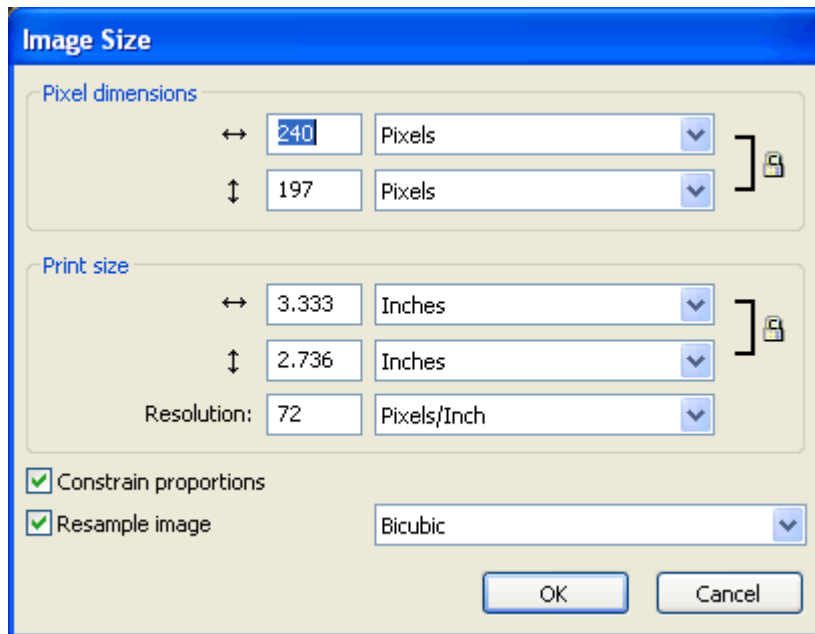 Image Size
Pixel dimensions
↔ 240 Pixels
↕ 197 Pixels
Print size
↔ 3.333 Inches
↕ 2.736 Inches
Resolution: 72 Pixels/Inch
Constrain proportions
Resample image Bicubic
OK Cancel